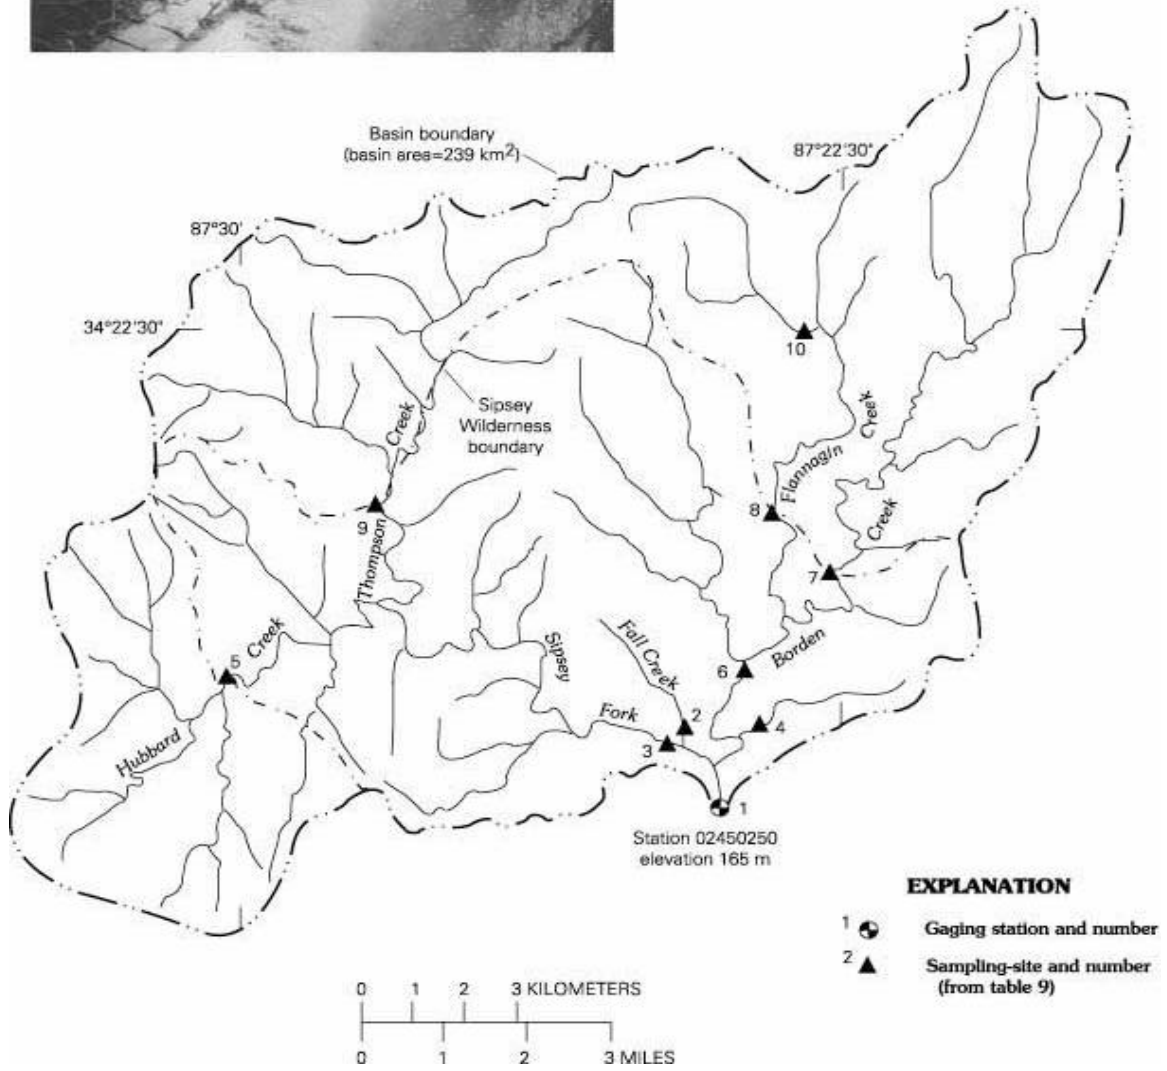 Basin boundary
(basin area=239 km²)
87°22'30"
87°30'
34°22'30"
10
Sipsey
Wilderness
boundary
Creek
Creek
Flannagin
8
9
Thompson
Creek
7
5
Creek
Sipsey
Fall Creek
Borden
6
Fork
2
4
3
Hubbard
1
Station 02450250
elevation 165 m
EXPLANATION
1 Gaging station and number
2 Sampling-site and number
(from table 9)
0 1 2 3 KILOMETERS
0 1 2 3 MILES